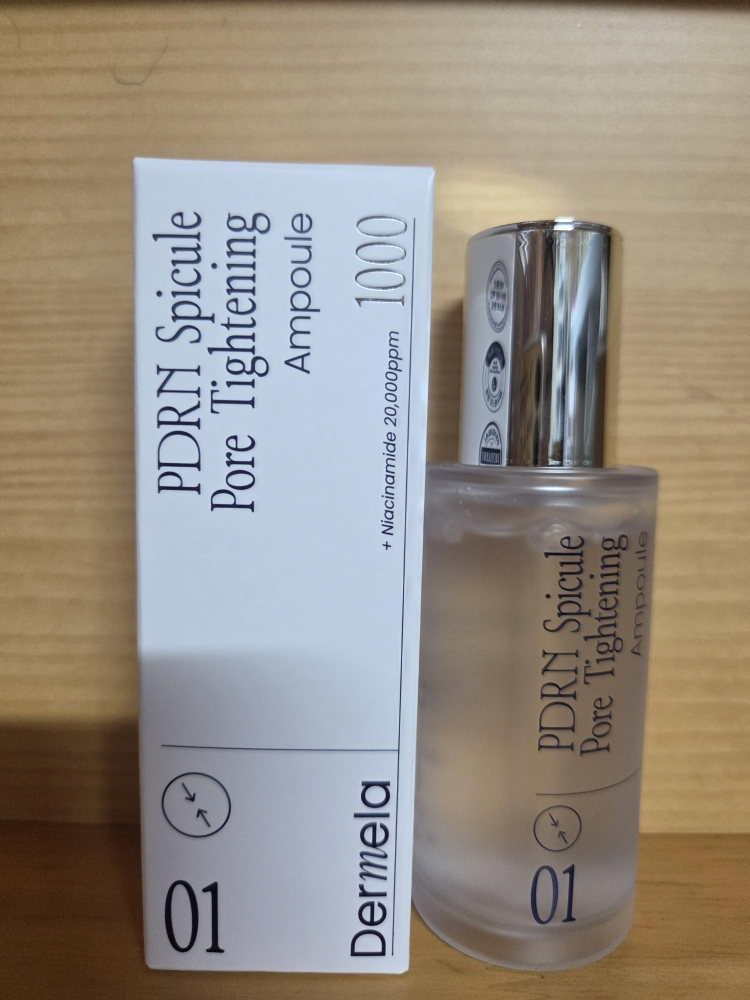 PDRN Spicule
Pore Tightening
Ampoule
1000
+ Niacinamide 20,000ppm
01
Dermela
PDRN Spicule
Pore Tightening
Ampoule
01